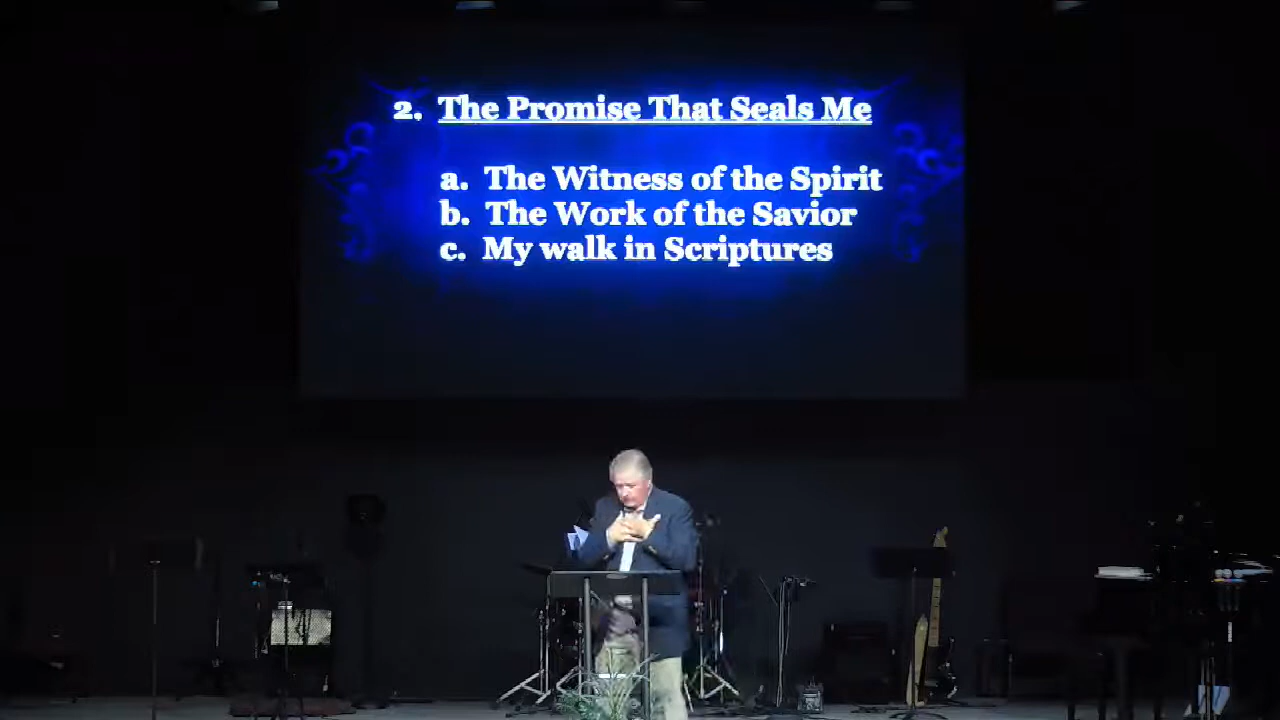 2. The Promise That Seals Me
a. The Witness of the Spirit
b. The Work of the Savior
c. My walk in Scriptures